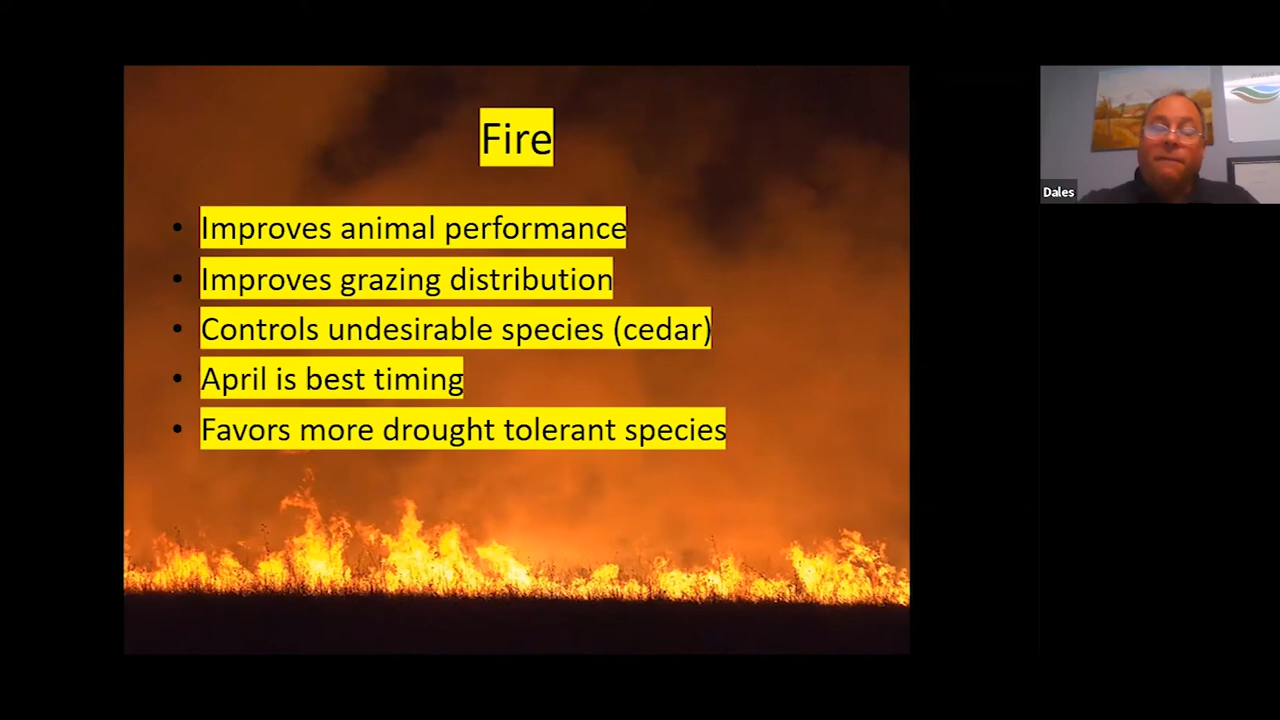 Fire
• Improves animal performance
• Improves grazing distribution
• Controls undesirable species (cedar)
• April is best timing
• Favors more drought tolerant species
Dales